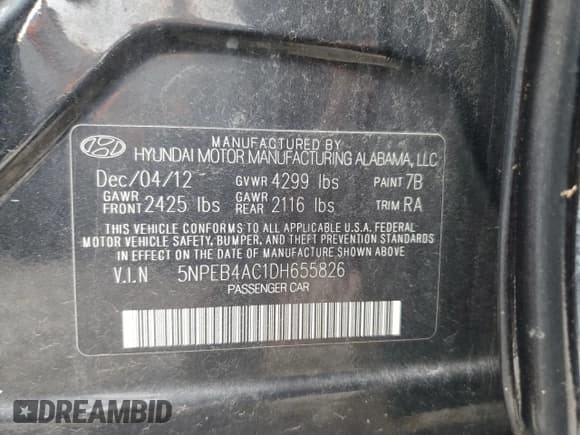 MANUFACTURED BY
HYUNDAI MOTOR MANUFACTURING ALABAMA, LLC
Dec/04/12 GVWR 4299 lbs PAINT 7B
GAWR FRONT 2425 lbs GAWR REAR 2116 lbs TRIM RA
THIS VEHICLE CONFORMS TO ALL APPLICABLE U.S.A. FEDERAL
MOTOR VEHICLE SAFETY, BUMPER, AND THEFT PREVENTION STANDARDS
IN EFFECT ON THE DATE OF MANUFACTURE SHOWN ABOVE
V.I.N 5NPEB4AC1DH655826
PASSENGER CAR
DREAMBID